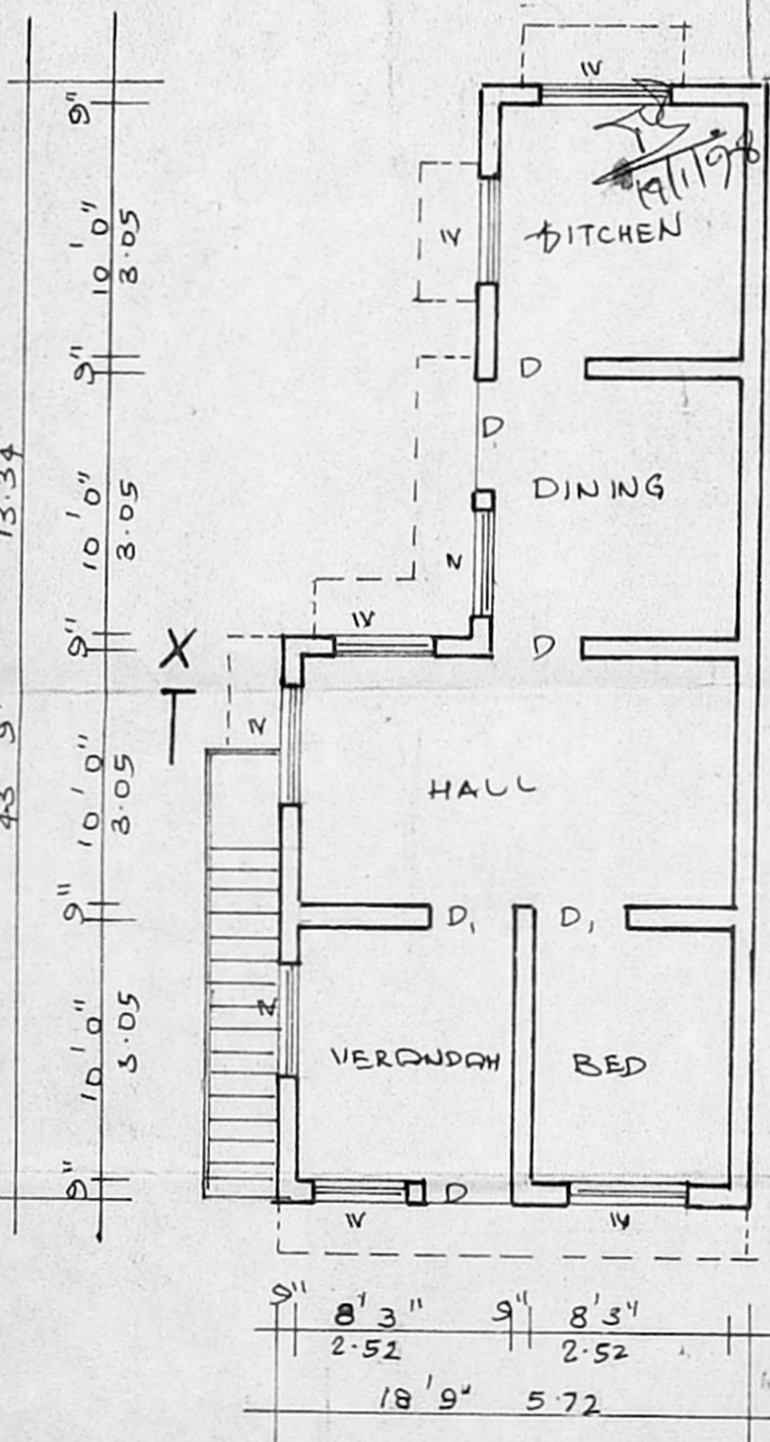 W
19/1/98
KITCHEN
W
D
D
DINING
W
W
D
X
W
HALL
D1
D1
W
VERANDAH
BED
W
D
W
9"
10'0"
3.05
9"
10'0"
3.05
9"
10'0"
3.05
9"
10'0"
3.05
9"
13.34
43'9"
9"
8'3"
9"
8'3"
2.52
2.52
18'9" 5.72